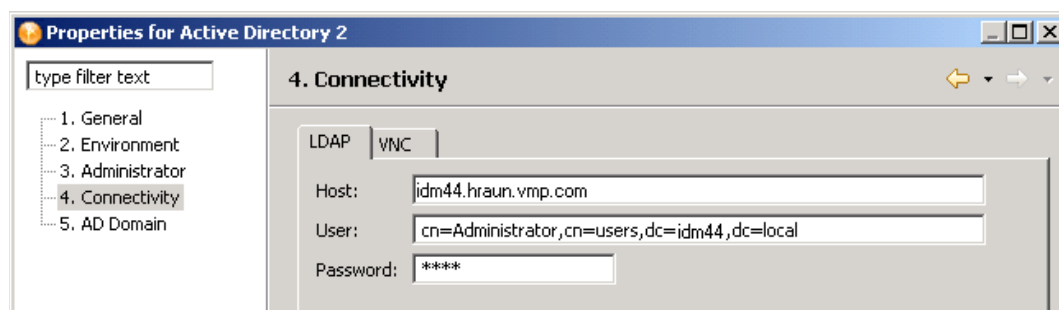 Properties for Active Directory 2
type filter text
1. General
2. Environment
3. Administrator
4. Connectivity
5. AD Domain
4. Connectivity
LDAP
VNC
Host:
idm44.hraun.vmp.com
User:
cn=Administrator,cn=users,dc=idm44,dc=local
Password:
****